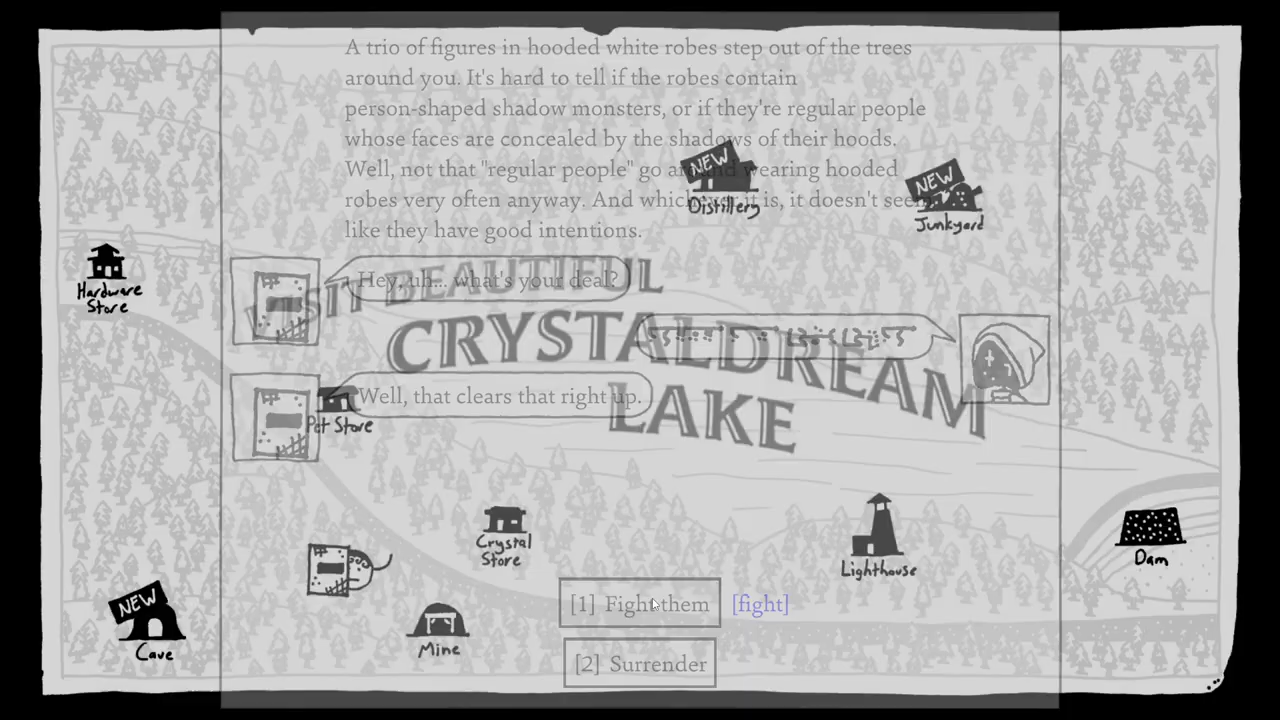 A trio of figures in hooded white robes step out of the trees
around you. It's hard to tell if the robes contain
person-shaped shadow monsters, or if they're regular people
whose faces are concealed by the shadows of their hoods.
Well, not that "regular people" go around wearing hooded
robes very often anyway. And whichever it is, it doesn't seem
like they have good intentions.
NEW
Distillery
NEW
Junkyard
Hardware
Store
Hey, uh... what's your deal?
VISIT BEAUTIFUL
CRYSTALDREAM
LAKE
Well, that clears that right up.
Pet Store
Crystal
Store
Lighthouse
Dam
NEW
Cave
Mine
[1] Fight them [fight]
[2] Surrender